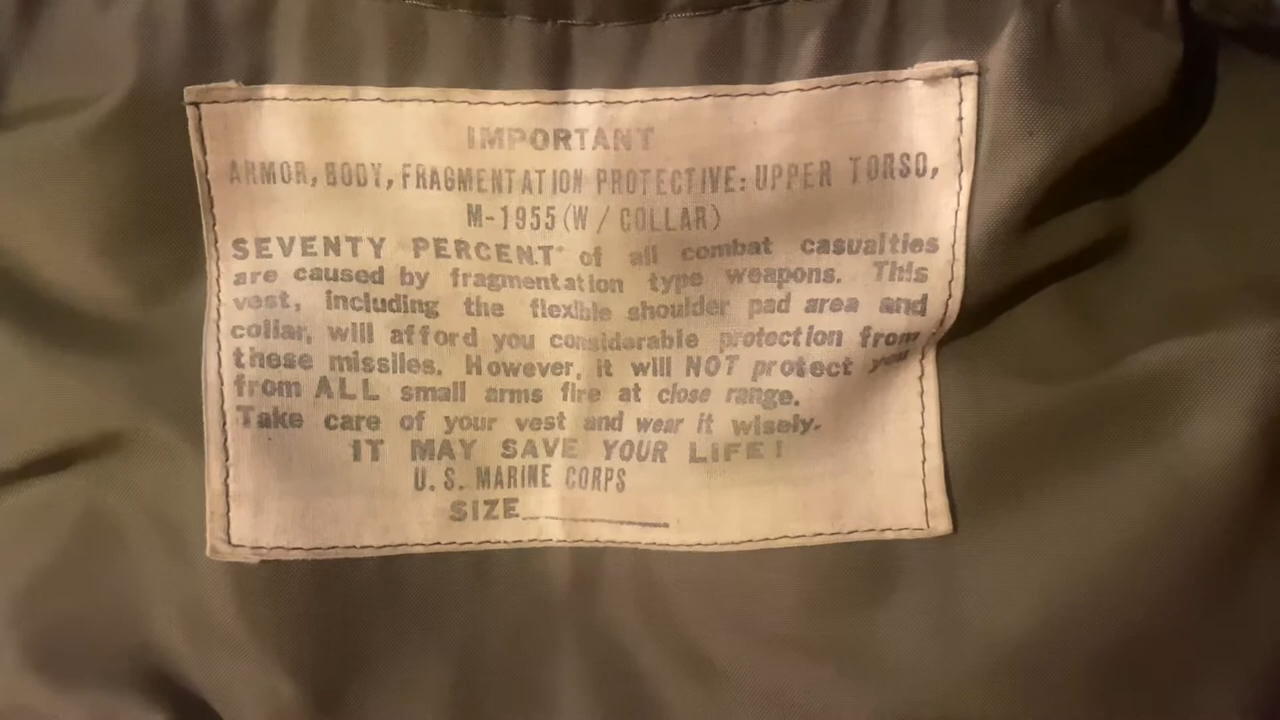 IMPORTANT
ARMOR, BODY, FRAGMENTATION PROTECTIVE: UPPER TORSO,
M-1955 (W / COLLAR)
SEVENTY PERCENT of all combat casualties
are caused by fragmentation type weapons. This
vest, including the flexible shoulder pad area and
collar, will afford you considerable protection from
these missiles. However, it will NOT protect you
from ALL small arms fire at close range.
Take care of your vest and wear it wisely.
IT MAY SAVE YOUR LIFE!
U. S. MARINE CORPS
SIZE__________